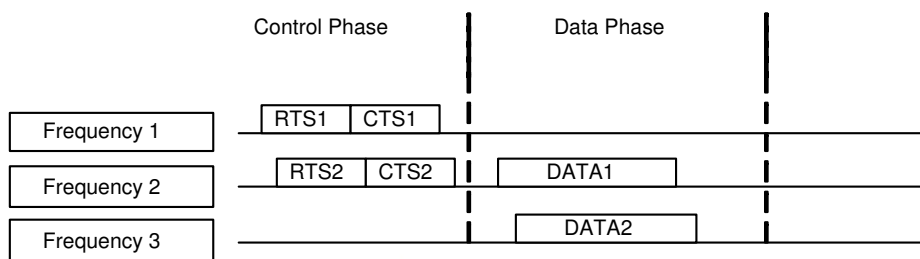 Control Phase Data Phase
Frequency 1 RTS1 CTS1
Frequency 2 RTS2 CTS2 DATA1
Frequency 3 DATA2